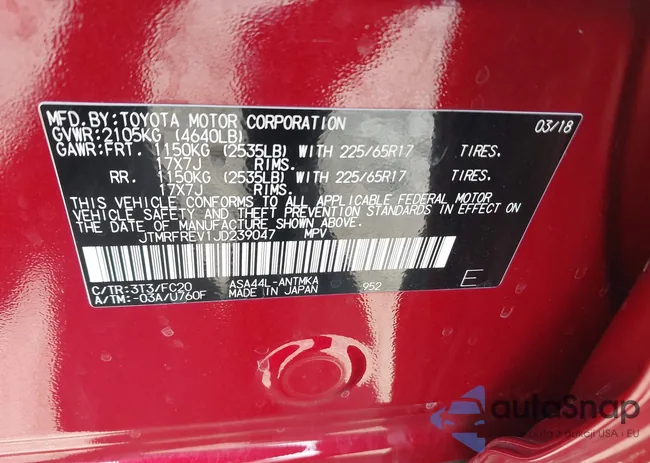 MFD.BY:TOYOTA MOTOR CORPORATION 03/18
GVWR:2105KG (4640LB)
GAWR:FRT. 1150KG (2535LB) WITH 225/65R17 TIRES.
17X7J RIMS.
RR. 1150KG (2535LB) WITH 225/65R17 TIRES.
17X7J RIMS.
THIS VEHICLE CONFORMS TO ALL APPLICABLE FEDERAL MOTOR
VEHICLE SAFETY AND THEFT PREVENTION STANDARDS IN EFFECT ON
THE DATE OF MANUFACTURE SHOWN ABOVE.
JTMRFREV1JD239047 MPV
C/TR:3T3/FC20 ASA44L-ANTMKA 952
A/TM:-03A/U760F MADE IN JAPAN E
autoSnap
z aukcji USA i EU